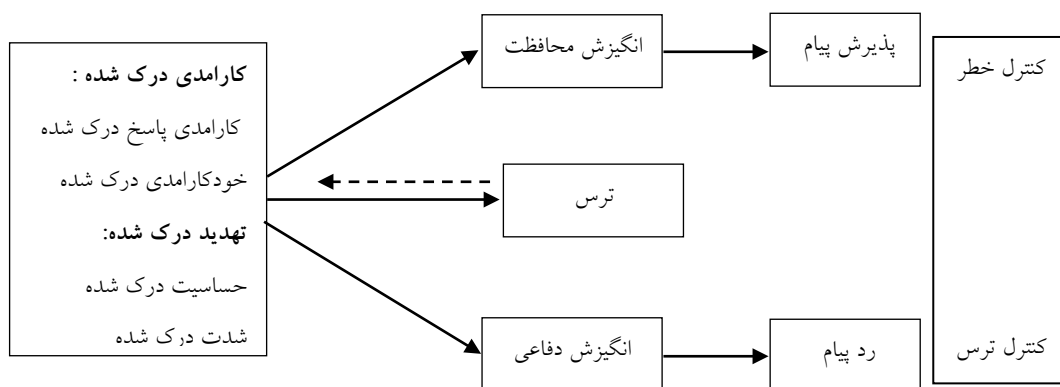 کارامدی درک شده :
کارامدی پاسخ درک شده
خودکارامدی درک شده
تهدید درک شده:
حساسیت درک شده
شدت درک شده
انگیزش محافظت
پذیرش پیام
ترس
انگیزش دفاعی
رد پیام
کنترل خطر
کنترل ترس